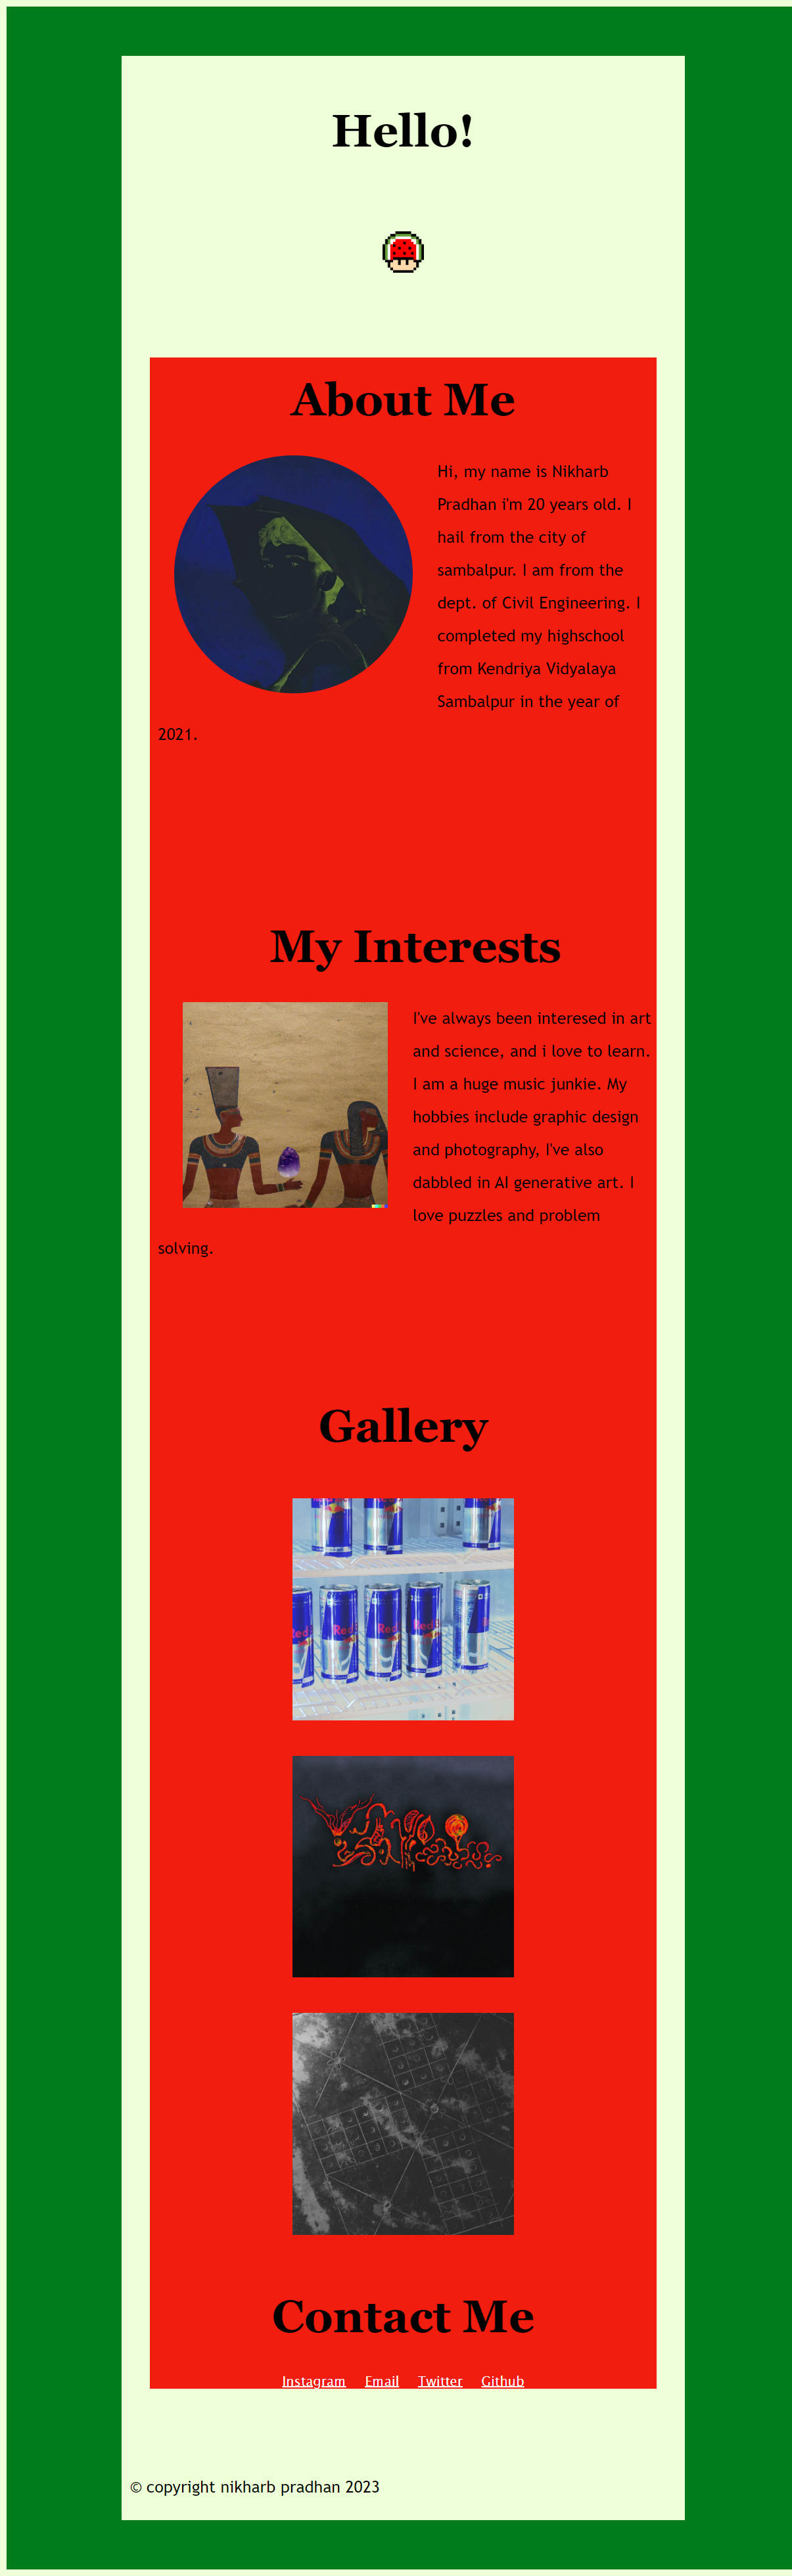 Hello!
About Me
Hi, my name is Nikharb
Pradhan i'm 20 years old. I
hail from the city of
sambalpur. I am from the
dept. of Civil Engineering. I
completed my highschool
from Kendriya Vidyalaya
Sambalpur in the year of
2021.
My Interests
I've always been interesed in art
and science, and i love to learn.
I am a huge music junkie. My
hobbies include graphic design
and photography, I've also
dabbled in AI generative art. I
love puzzles and problem
solving.
Gallery
Contact Me
Instagram Email Twitter Github
© copyright nikharb pradhan 2023